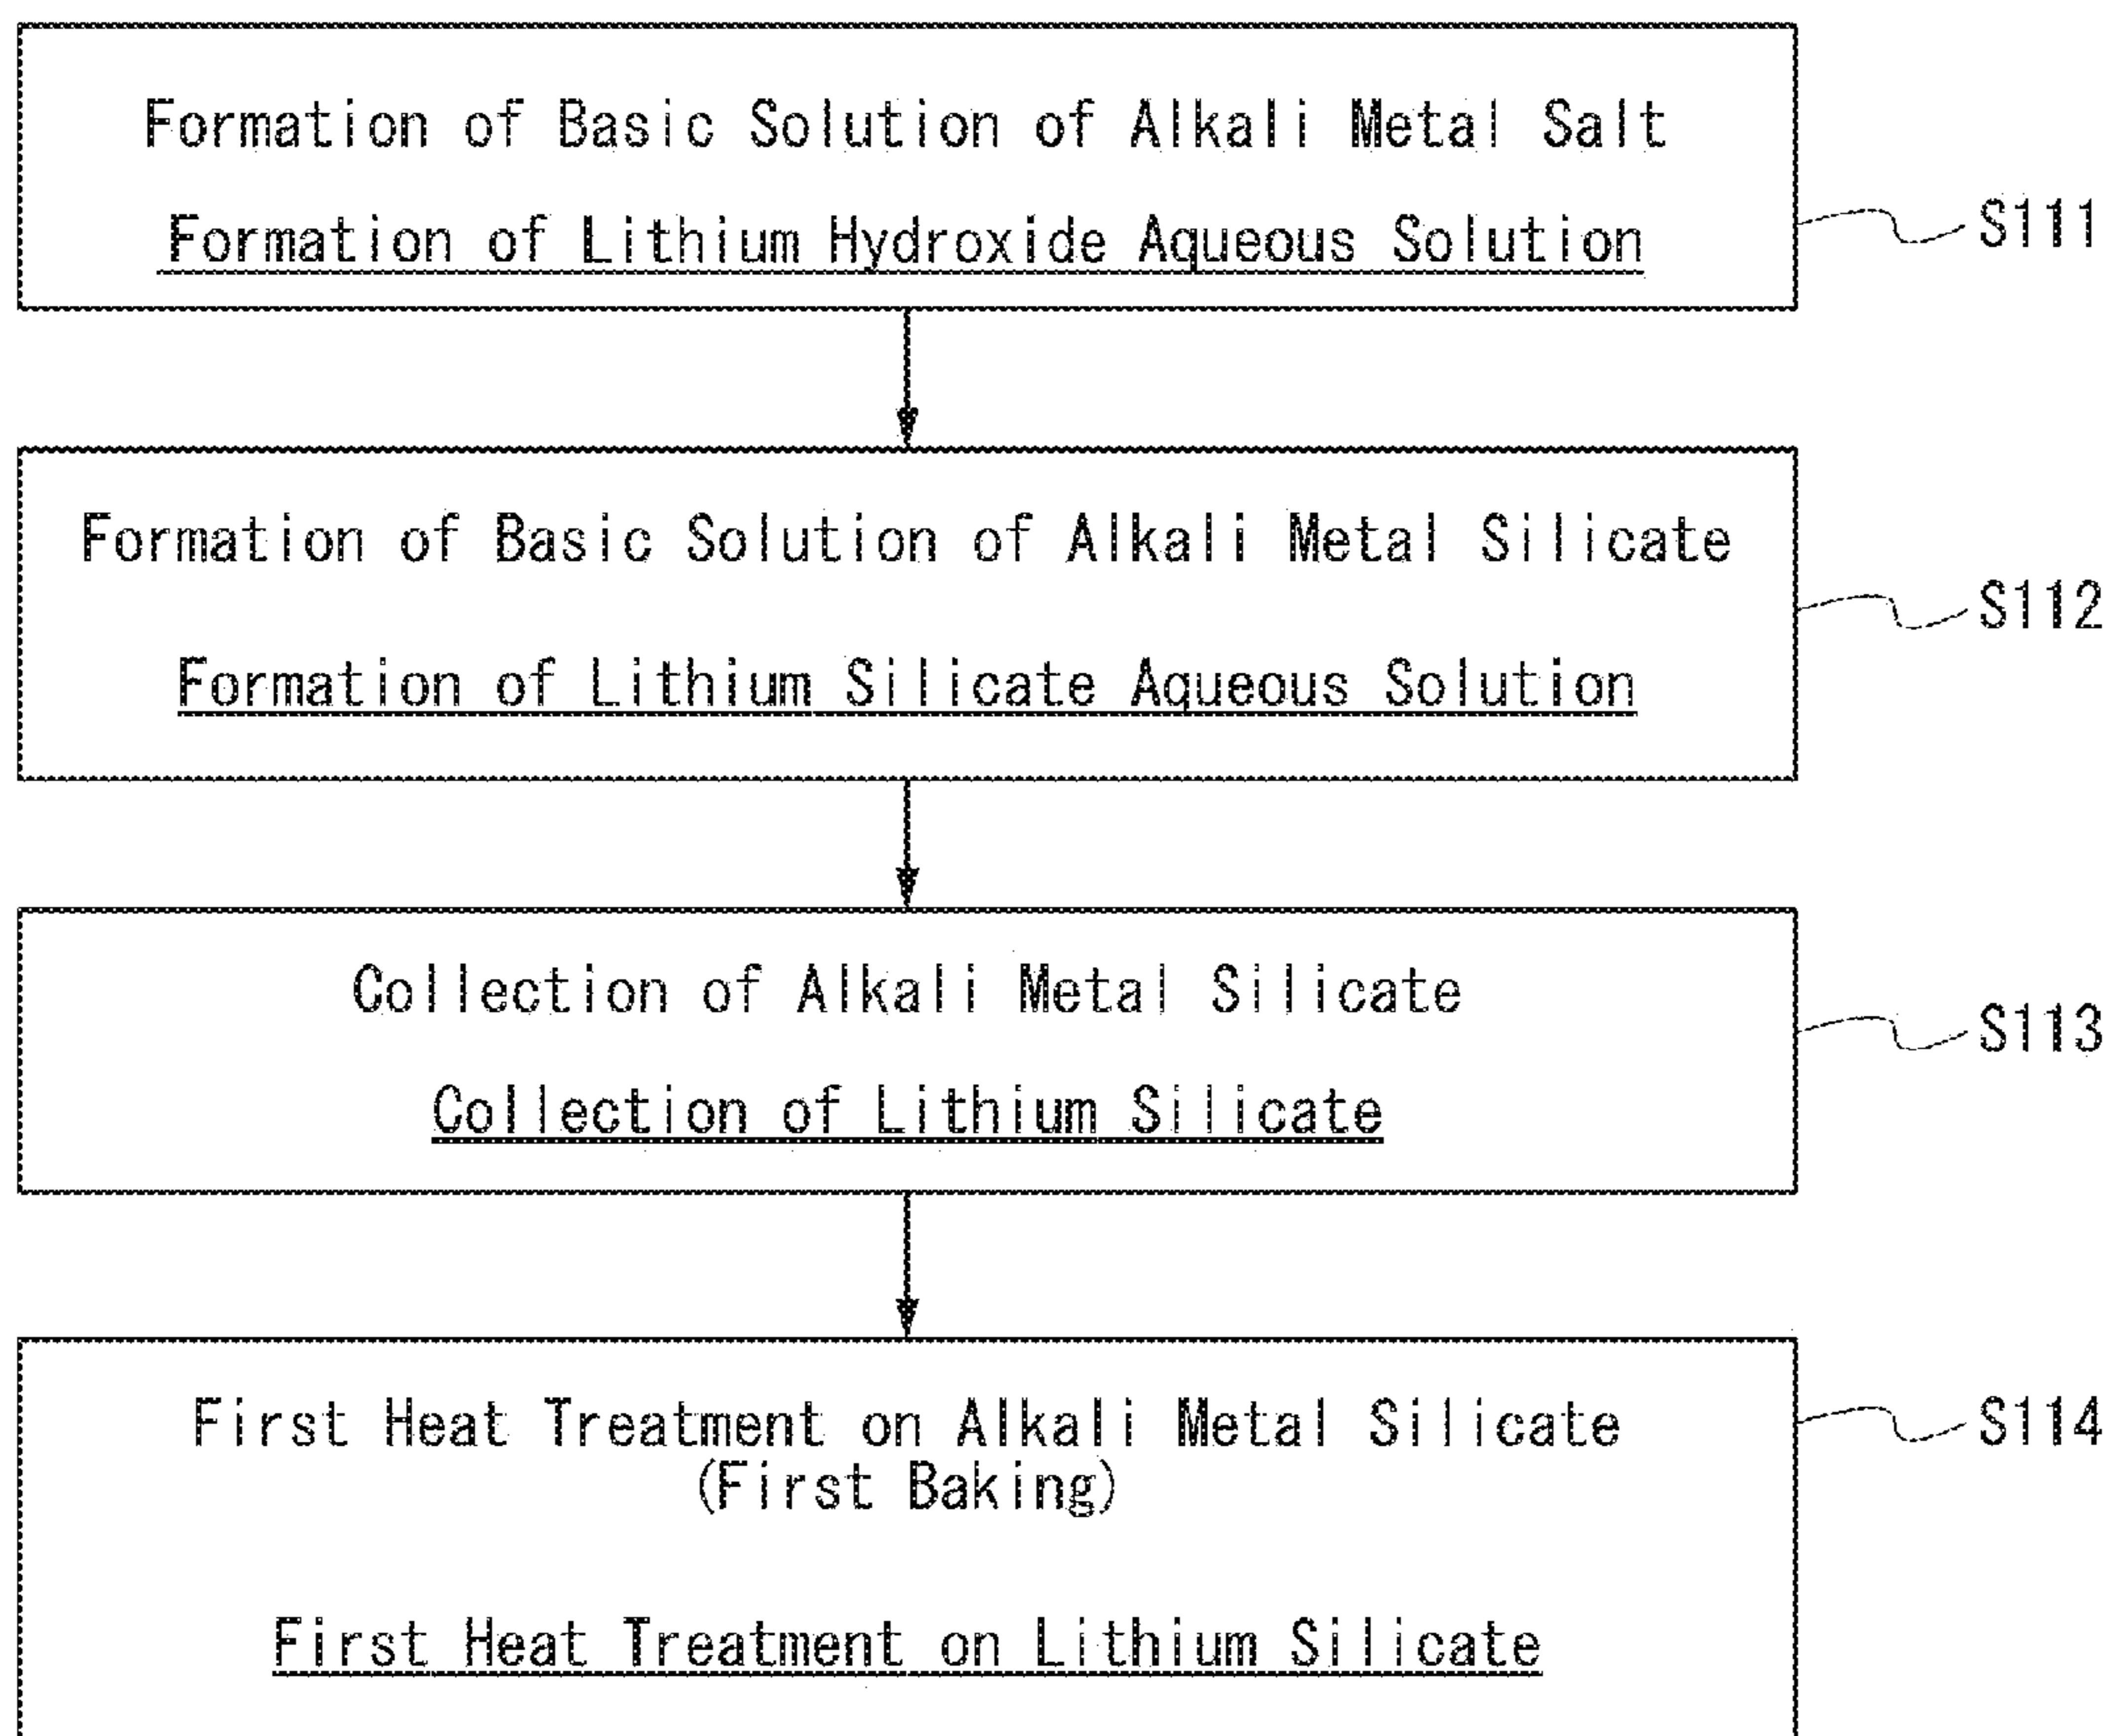 Formation of Basic Solution of Alkali Metal Salt
Formation of Lithium Hydroxide Aqueous Solution
S111
Formation of Basic Solution of Alkali Metal Silicate
Formation of Lithium Silicate Aqueous Solution
S112
Collection of Alkali Metal Silicate
Collection of Lithium Silicate
S113
First Heat Treatment on Alkali Metal Silicate
(First Baking)
First Heat Treatment on Lithium Silicate
S114